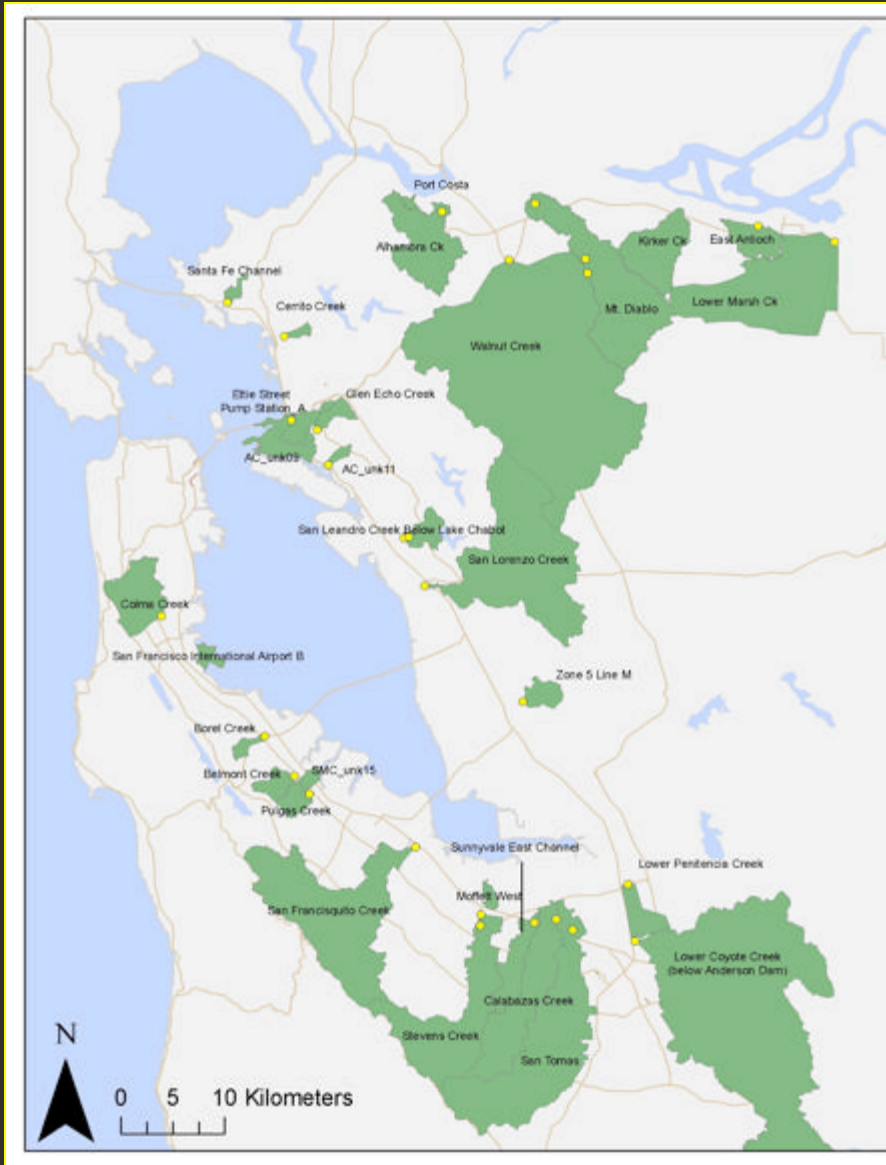 Port Costa
Alhambra Ck
Kirker Ck
East Antioch
Santa Fe Channel
Cerrito Creek
Mt. Diablo
Lower Marsh Ck
Walnut Creek
Ettie Street
Pump Station_A
Glen Echo Creek
AC_unk09
AC_unk11
San Leandro Creek Below Lake Chabot
San Lorenzo Creek
Colma Creek
San Francisco International Airport B
Zone 5 Line M
Borel Creek
Belmont Creek
SMC_unk15
Pulgas Creek
Sunnyvale East Channel
Lower Penitencia Creek
Moffett West
San Francisquito Creek
Lower Coyote Creek
(below Anderson Dam)
Calabazas Creek
Stevens Creek
San Tomas
N
0 5 10 Kilometers